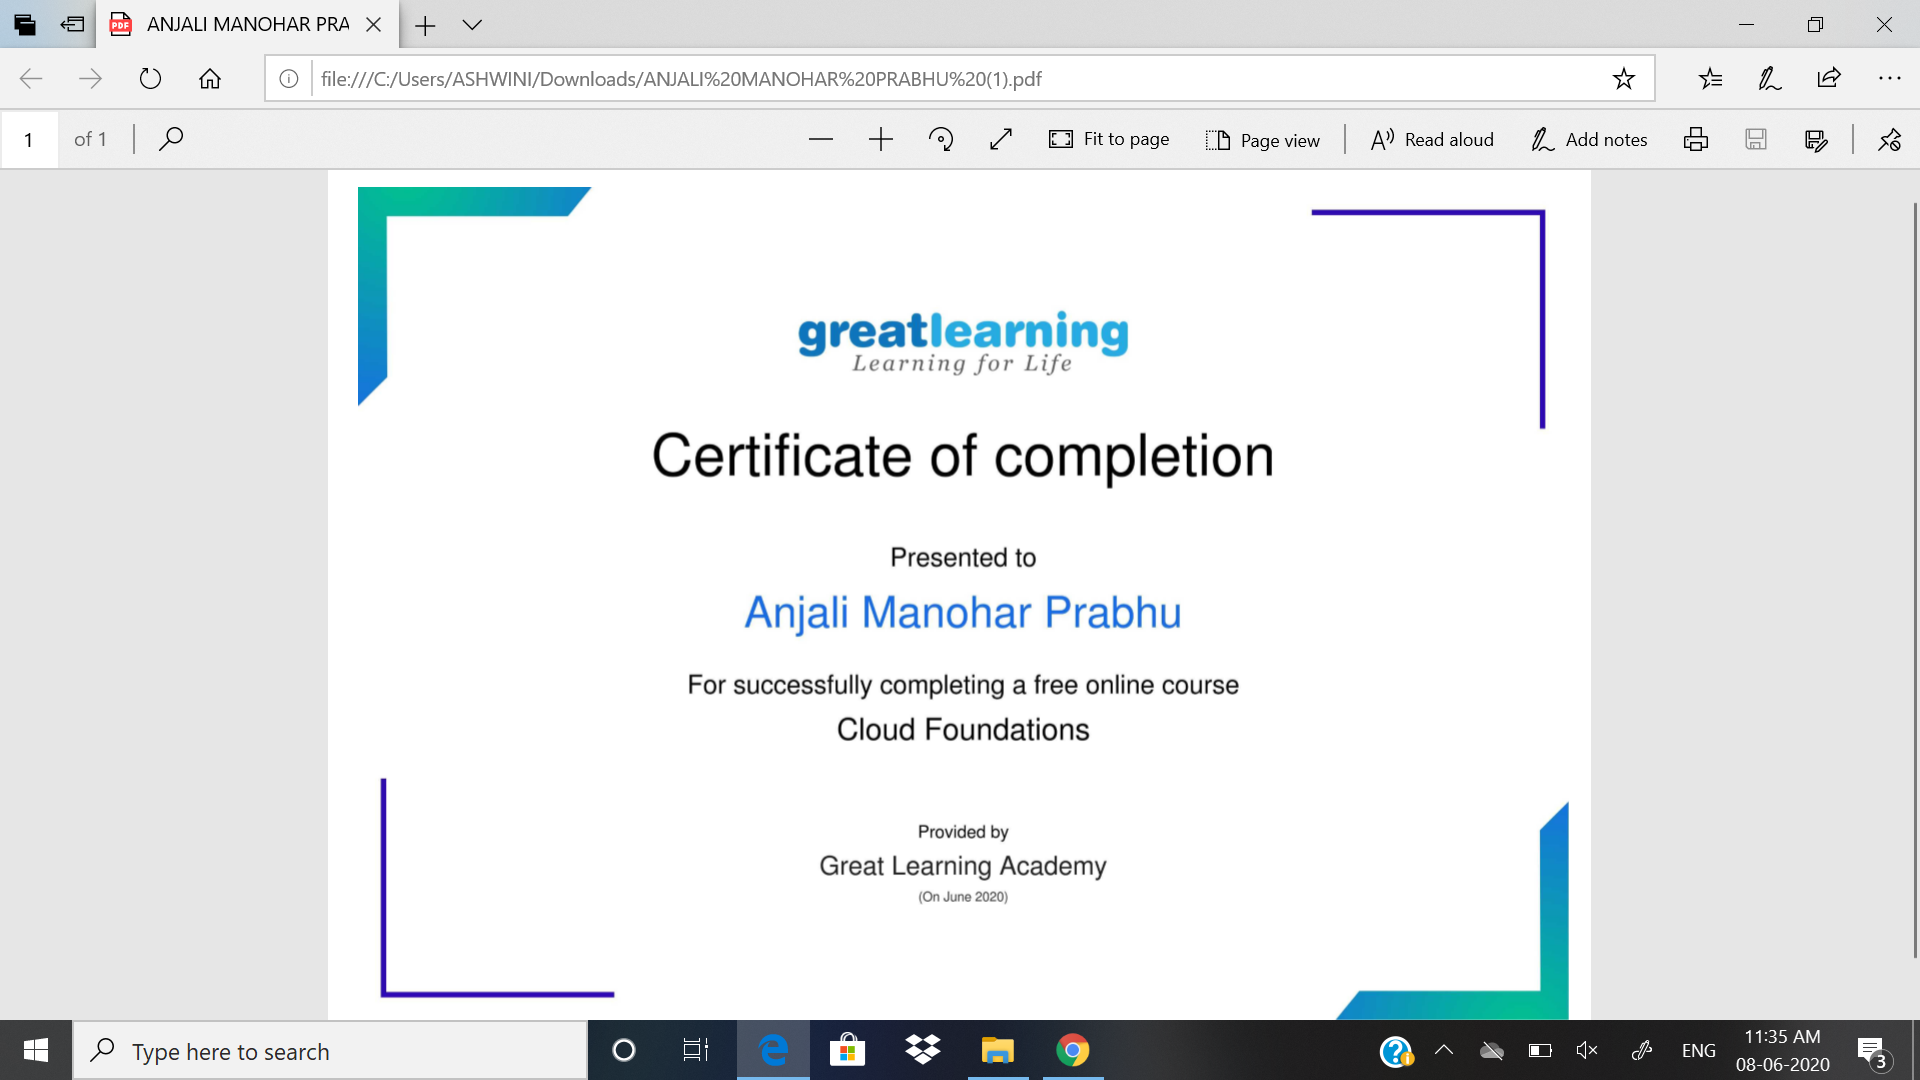 ANJALI MANOHAR PRA
file:///C:/Users/ASHWINI/Downloads/ANJALI%20MANOHAR%20PRABHU%20(1).pdf
1 of 1
Fit to page
Page view
Read aloud
Add notes
greatlearning
Learning for Life
Certificate of completion
Presented to
Anjali Manohar Prabhu
For successfully completing a free online course
Cloud Foundations
Provided by
Great Learning Academy
(On June 2020)
Type here to search
ENG
11:35 AM
08-06-2020
3